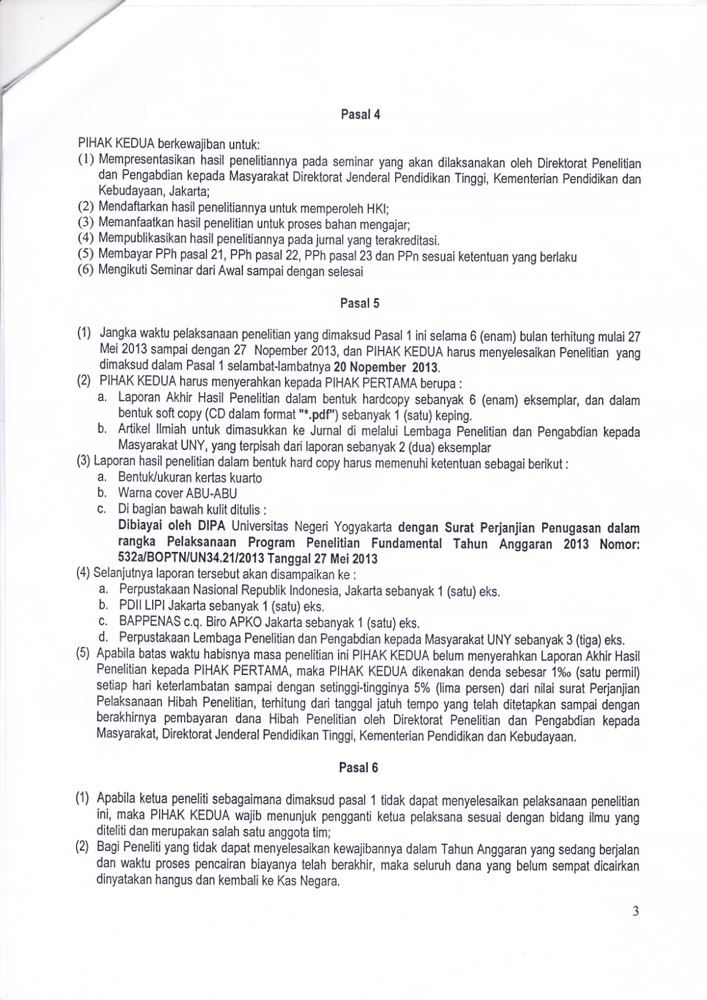 Pasal 4
PIHAK KEDUA berkewajiban untuk:
(1) Mempresentasikan hasil penelitiannya pada seminar yang akan dilaksanakan oleh Direktorat Penelitian
dan Pengabdian kepada Masyarakat Direktorat Jenderal Pendidikan Tinggi, Kementerian Pendidikan dan
Kebudayaan, Jakarta;
(2) Mendaftarkan hasil penelitiannya untuk memperoleh HKI;
(3) Memanfaatkan hasil penelitian untuk proses bahan mengajar;
(4) Mempublikasikan hasil penelitiannya pada jurnal yang terakreditasi.
(5) Membayar PPh pasal 21, PPh pasal 22, PPh pasal 23 dan PPn sesuai ketentuan yang berlaku
(6) Mengikuti Seminar dari Awal sampai dengan selesai
Pasal 5
(1) Jangka waktu pelaksanaan penelitian yang dimaksud Pasal 1 ini selama 6 (enam) bulan terhitung mulai 27
Mei 2013 sampai dengan 27 Nopember 2013, dan PIHAK KEDUA harus menyelesaikan Penelitian yang
dimaksud dalam Pasal 1 selambat-lambatnya 20 Nopember 2013.
(2) PIHAK KEDUA harus menyerahkan kepada PIHAK PERTAMA berupa :
a. Laporan Akhir Hasil Penelitian dalam bentuk hardcopy sebanyak 6 (enam) eksemplar, dan dalam
bentuk soft copy (CD dalam format "*.pdf") sebanyak 1 (satu) keping.
b. Artikel Ilmiah untuk dimasukkan ke Jurnal di melalui Lembaga Penelitian dan Pengabdian kepada
Masyarakat UNY, yang terpisah dari laporan sebanyak 2 (dua) eksemplar
(3) Laporan hasil penelitian dalam bentuk hard copy harus memenuhi ketentuan sebagai berikut :
a. Bentuk/ukuran kertas kuarto
b. Warna cover ABU-ABU
c. Di bagian bawah kulit ditulis :
Dibiayai oleh DIPA Universitas Negeri Yogyakarta dengan Surat Perjanjian Penugasan dalam
rangka Pelaksanaan Program Penelitian Fundamental Tahun Anggaran 2013 Nomor:
532a/BOPTN/UN34.21/2013 Tanggal 27 Mei 2013
(4) Selanjutnya laporan tersebut akan disampaikan ke :
a. Perpustakaan Nasional Republik Indonesia, Jakarta sebanyak 1 (satu) eks.
b. PDII LIPI Jakarta sebanyak 1 (satu) eks.
c. BAPPENAS c.q. Biro APKO Jakarta sebanyak 1 (satu) eks.
d. Perpustakaan Lembaga Penelitian dan Pengabdian kepada Masyarakat UNY sebanyak 3 (tiga) eks.
(5) Apabila batas waktu habisnya masa penelitian ini PIHAK KEDUA belum menyerahkan Laporan Akhir Hasil
Penelitian kepada PIHAK PERTAMA, maka PIHAK KEDUA dikenakan denda sebesar 1‰ (satu permil)
setiap hari keterlambatan sampai dengan setinggi-tingginya 5% (lima persen) dari nilai surat Perjanjian
Pelaksanaan Hibah Penelitian, terhitung dari tanggal jatuh tempo yang telah ditetapkan sampai dengan
berakhirnya pembayaran dana Hibah Penelitian oleh Direktorat Penelitian dan Pengabdian kepada
Masyarakat, Direktorat Jenderal Pendidikan Tinggi, Kementerian Pendidikan dan Kebudayaan.
Pasal 6
(1) Apabila ketua peneliti sebagaimana dimaksud pasal 1 tidak dapat menyelesaikan pelaksanaan penelitian
ini, maka PIHAK KEDUA wajib menunjuk pengganti ketua pelaksana sesuai dengan bidang ilmu yang
diteliti dan merupakan salah satu anggota tim;
(2) Bagi Peneliti yang tidak dapat menyelesaikan kewajibannya dalam Tahun Anggaran yang sedang berjalan
dan waktu proses pencairan biayanya telah berakhir, maka seluruh dana yang belum sempat dicairkan
dinyatakan hangus dan kembali ke Kas Negara.
3